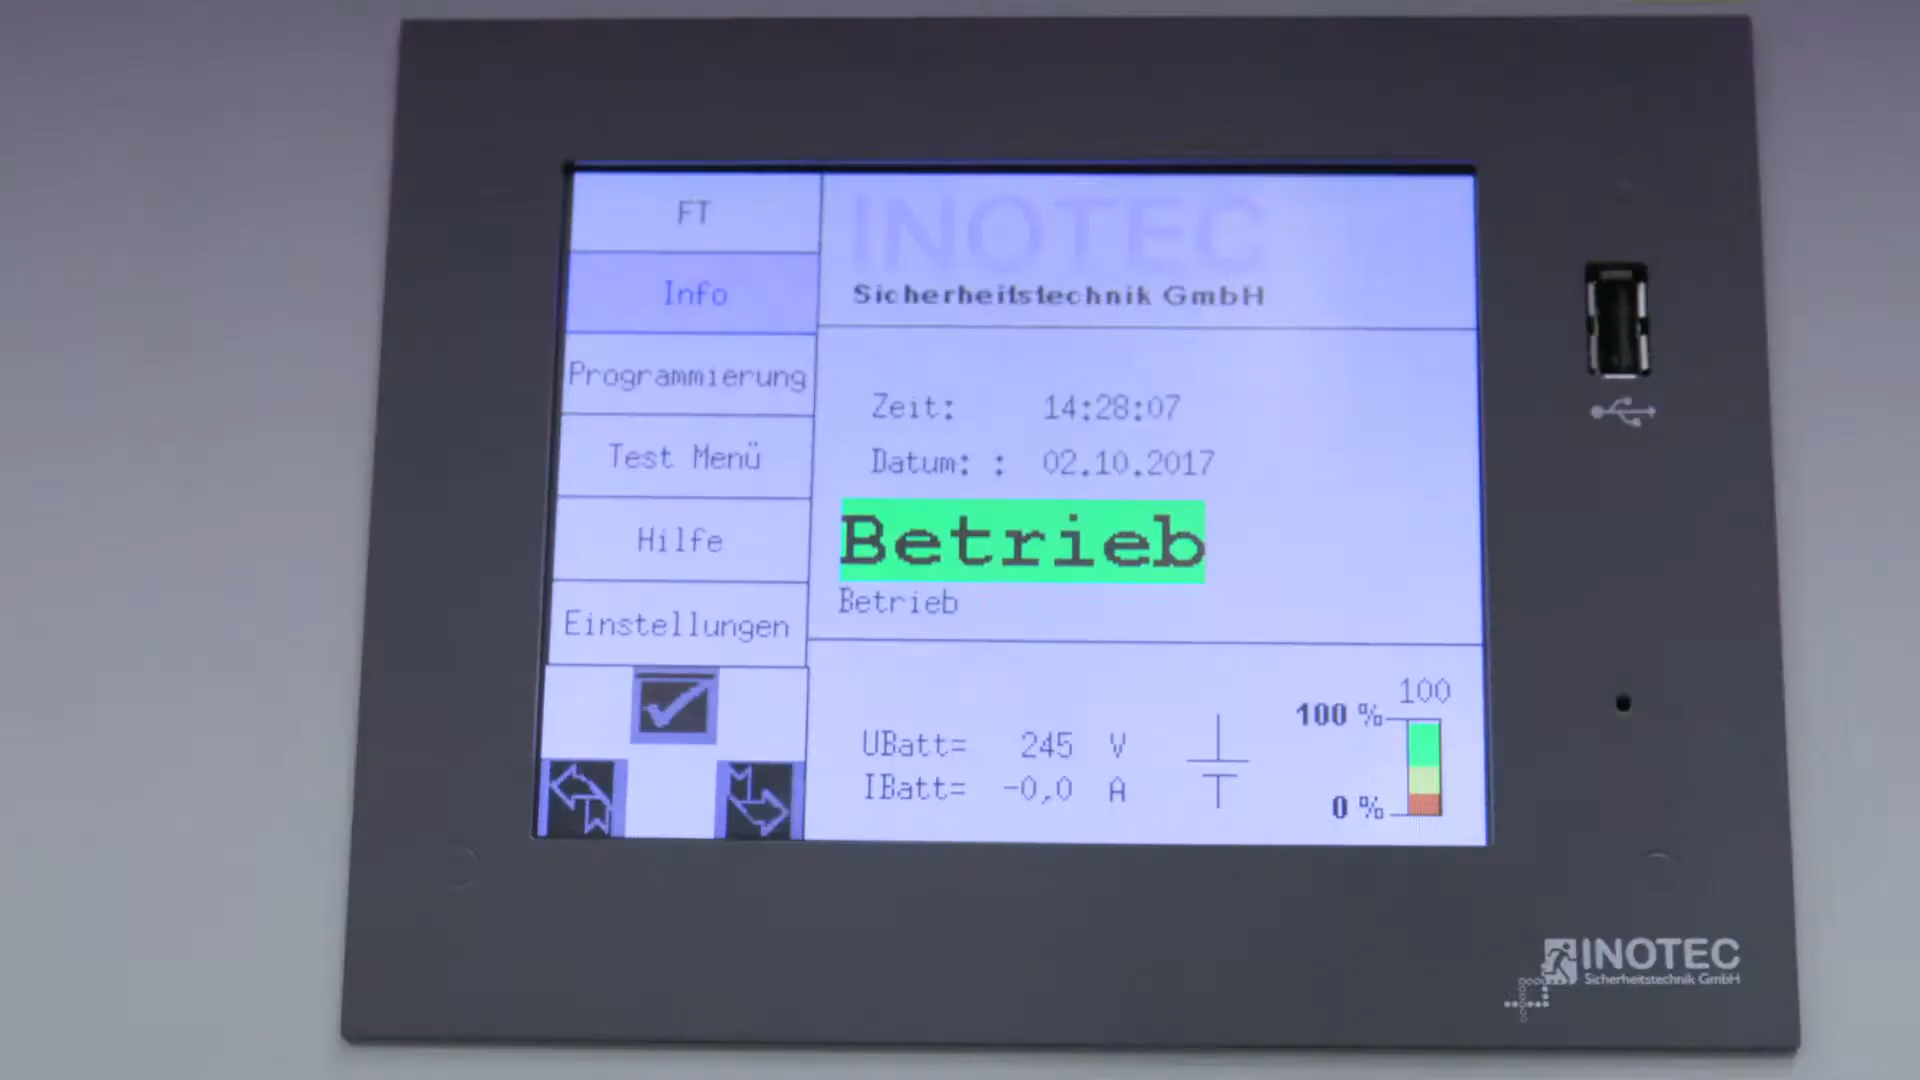 FT
Info
Programmierung
Test Menü
Hilfe
Einstellungen
INOTEC
Sicherheitstechnik GmbH
Zeit: 14:28:07
Datum: : 02.10.2017
Betrieb
Betrieb
UBatt= 245 V
IBatt= -0,0 A
100
100 %
0 %
INOTEC
Sicherheitstechnik GmbH